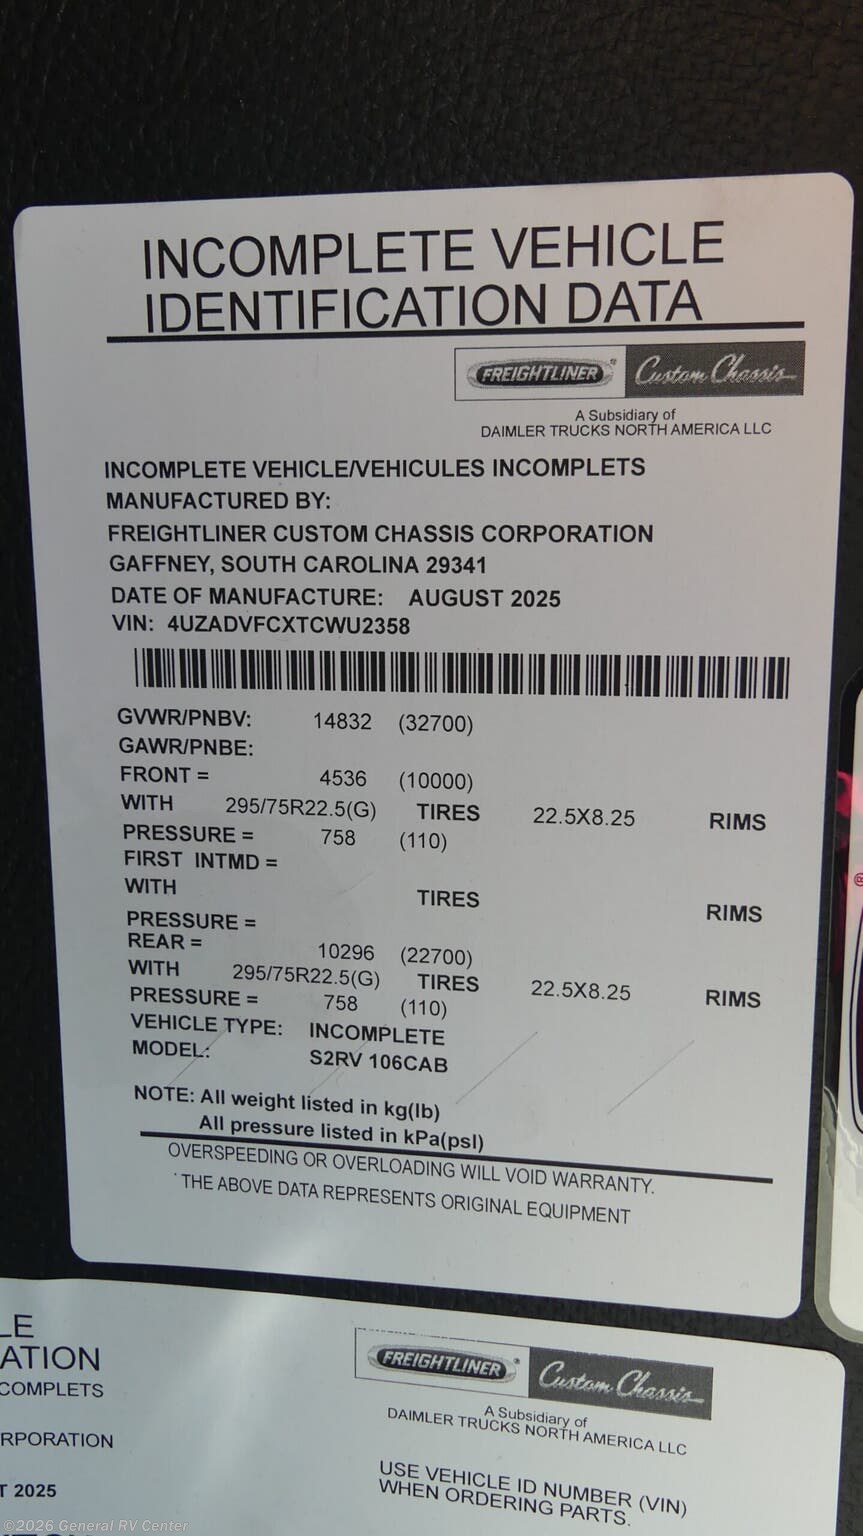 INCOMPLETE VEHICLE
IDENTIFICATION DATA
FREIGHTLINER® Custom Chassis
A Subsidiary of
DAIMLER TRUCKS NORTH AMERICA LLC
INCOMPLETE VEHICLE/VEHICULES INCOMPLETS
MANUFACTURED BY:
FREIGHTLINER CUSTOM CHASSIS CORPORATION
GAFFNEY, SOUTH CAROLINA 29341
DATE OF MANUFACTURE: AUGUST 2025
VIN: 4UZADVFCXTCWU2358
GVWR/PNBV: 14832 (32700)
GAWR/PNBE:
FRONT = 4536 (10000)
WITH 295/75R22.5(G) TIRES 22.5X8.25 RIMS
PRESSURE = 758 (110)
FIRST INTMD =
WITH TIRES RIMS
PRESSURE =
REAR = 10296 (22700)
WITH 295/75R22.5(G) TIRES 22.5X8.25 RIMS
PRESSURE = 758 (110)
VEHICLE TYPE: INCOMPLETE
MODEL: S2RV 106CAB
NOTE: All weight listed in kg(lb)
All pressure listed in kPa(psl)
OVERSPEEDING OR OVERLOADING WILL VOID WARRANTY.
THE ABOVE DATA REPRESENTS ORIGINAL EQUIPMENT
®
LE
ATION
COMPLETS
RPORATION
T 2025
FREIGHTLINER® Custom Chassis
A Subsidiary of
DAIMLER TRUCKS NORTH AMERICA LLC
USE VEHICLE ID NUMBER (VIN)
WHEN ORDERING PARTS.
©2026 General RV Center